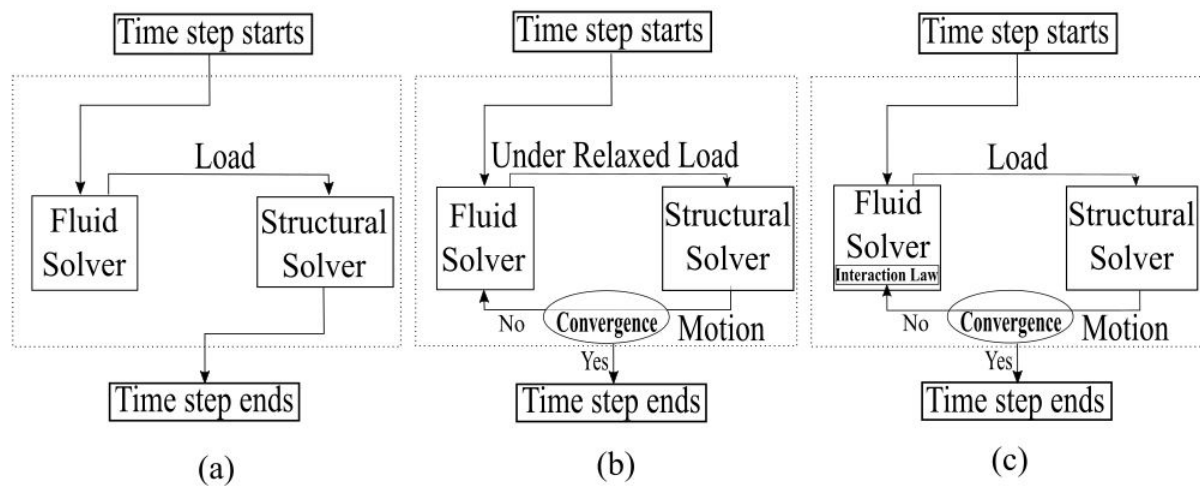 Time step starts
Load
Fluid
Solver
Structural
Solver
Time step ends
(a)
Time step starts
Under Relaxed Load
Fluid
Solver
Structural
Solver
No
Convergence
Motion
Yes
Time step ends
(b)
Time step starts
Load
Fluid
Solver
Interaction Law
Structural
Solver
No
Convergence
Motion
Yes
Time step ends
(c)